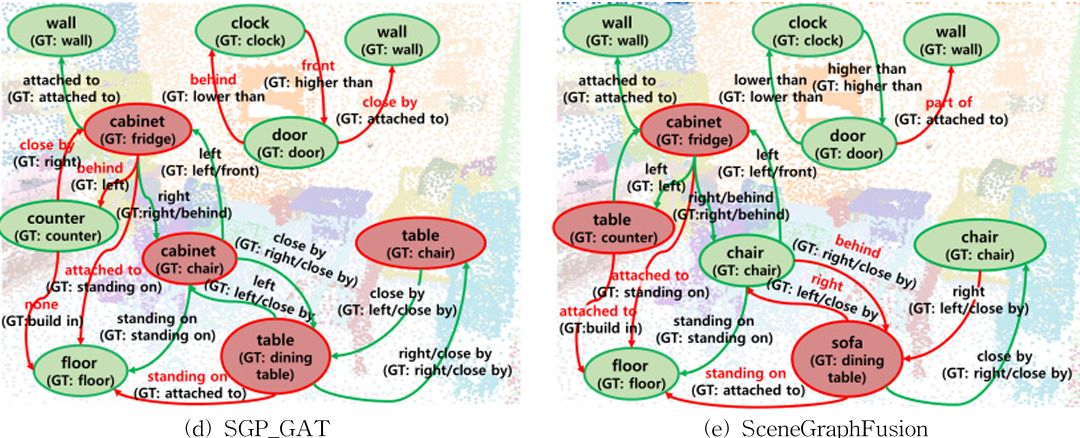 wall
(GT: wall)
clock
(GT: clock)
wall
(GT: wall)
attached to
(GT: attached to)
behind
(GT: lower than
front
(GT: higher than
close by
(GT: attached to)
cabinet
(GT: fridge)
door
(GT: door)
close by
(GT: right)
behind
(GT: left)
left
(GT: left/front)
right
(GT:right/behind)
counter
(GT: counter)
cabinet
(GT: chair)
close by
(GT: right/close by)
table
(GT: chair)
attached to
(GT: standing on)
left
(GT: left/close by
close by
(GT: left/close by)
none
(GT:build in)
standing on
(GT: standing on)
table
(GT: dining
table)
right/close by
(GT: right/close by)
floor
(GT: floor)
standing on
(GT: attached to)
(d) SGP_GAT
wall
(GT: wall)
clock
(GT: clock)
wall
(GT: wall)
attached to
(GT: attached to)
lower than
(GT: lower than
higher than
(GT: higher than
part of
(GT: attached to)
cabinet
(GT: fridge)
door
(GT: door)
left
(GT: left)
left
(GT: left/front)
right/behind
(GT:right/behind)
table
(GT: counter)
chair
(GT: chair)
behind
(GT: right/close by)
chair
(GT: chair)
attached to
(GT: standing on)
right
(GT: left/close by
right
(GT: left/close by)
attached to
(GT:build in)
standing on
(GT: standing on)
sofa
(GT: dining
table)
close by
(GT: right/close by)
floor
(GT: floor)
standing on
(GT: attached to)
(e) SceneGraphFusion